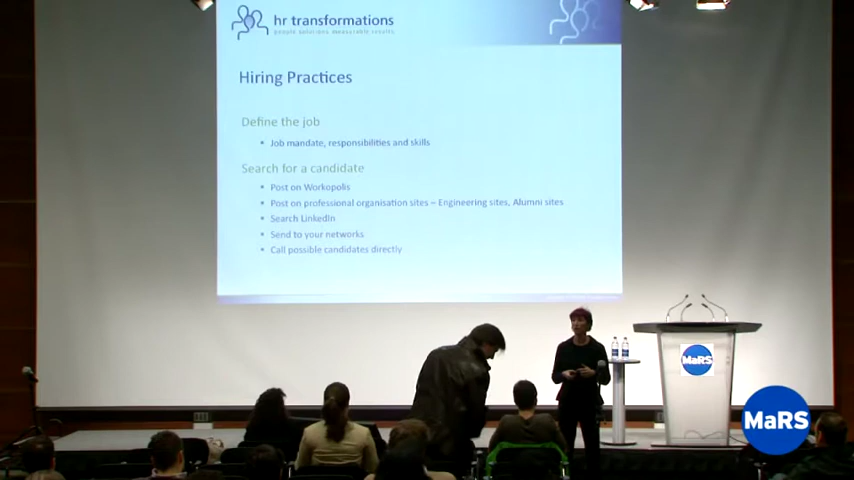 hr transformations
people solutions measurable results
Hiring Practices
Define the job
• Job mandate, responsibilities and skills
Search for a candidate
• Post on Workopolis
• Post on professional organisation sites – Engineering sites, Alumni sites
• Search LinkedIn
• Send to your networks
• Call possible candidates directly
MaRS
MaRS